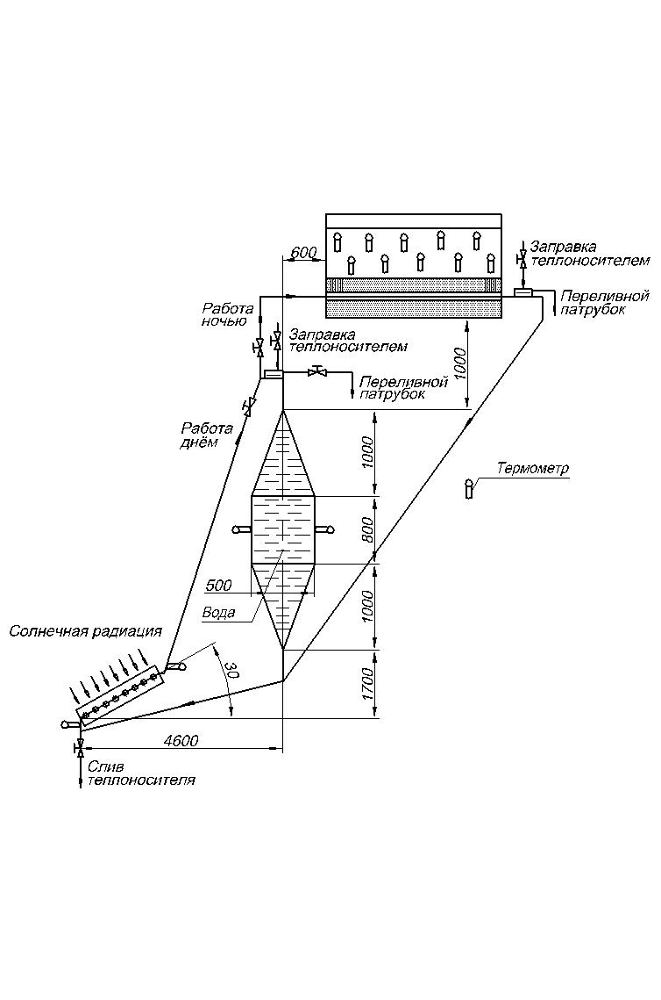 600
Заправка
теплоносителем
Переливной
патрубок
Работа
ночью
Заправка
теплоносителем
1000
Переливной
патрубок
Работа
днём
1000
Термометр
800
500
Вода
1000
Солнечная радиация
30
1700
4600
Слив
теплоносителя